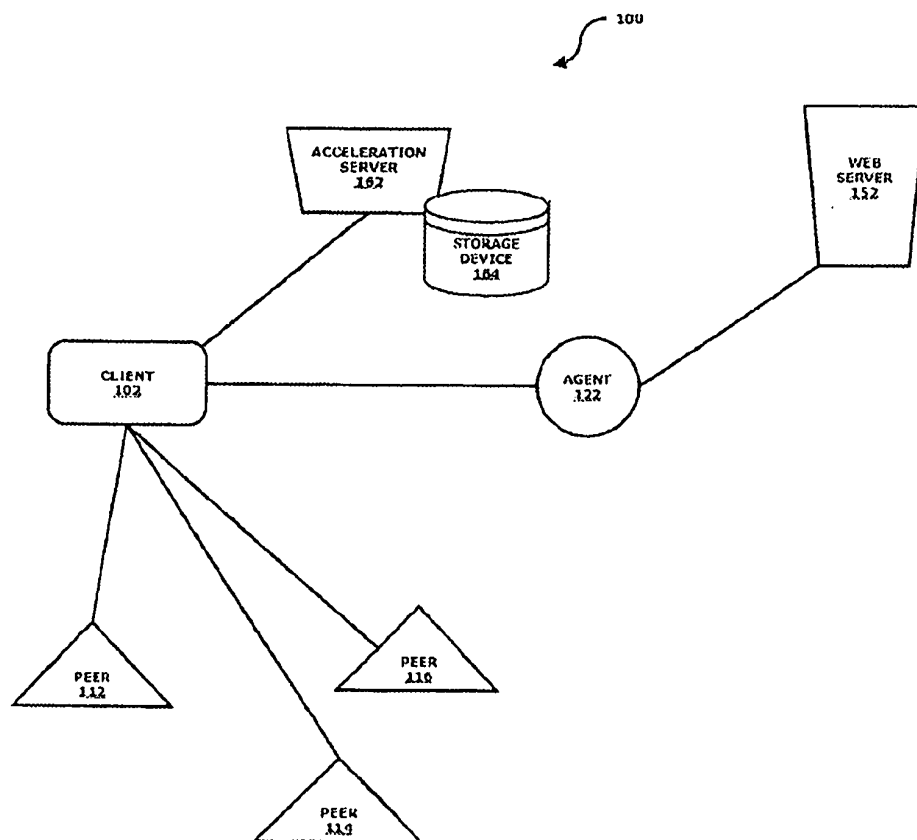 100
ACCELERATION
SERVER
162
STORAGE
DEVICE
164
WEB
SERVER
152
CLIENT
102
AGENT
122
PEER
112
PEER
116
PEER
114